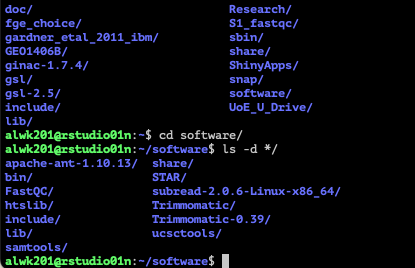 doc/ Research/
fge_choice/ S1_fastqc/
gardner_etal_2011_ibm/ sbin/
GEO1406B/ share/
ginac-1.7.4/ ShinyApps/
gsl/ snap/
gsl-2.5/ software/
include/ UoE_U_Drive/
lib/
alwk201@rstudio01n:~$ cd software/
alwk201@rstudio01n:~/software$ ls -d */
apache-ant-1.10.13/ share/
bin/ STAR/
FastQC/ subread-2.0.6-Linux-x86_64/
htslib/ Trimmomatic/
include/ Trimmomatic-0.39/
lib/ ucsctools/
samtools/
alwk201@rstudio01n:~/software$